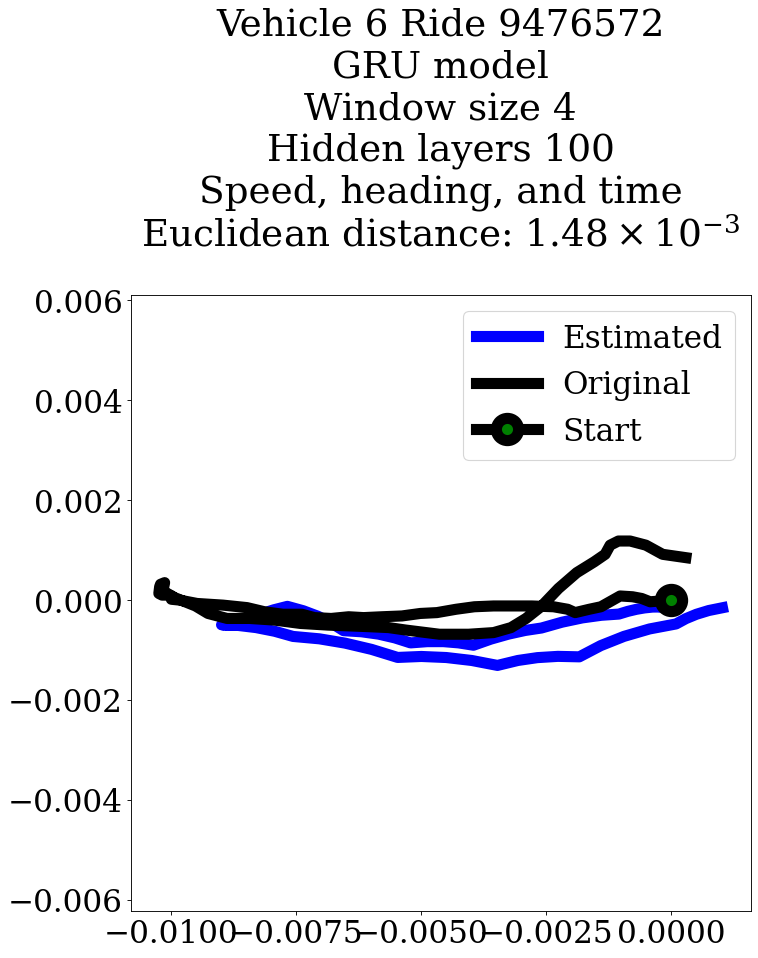 Vehicle 6 Ride 9476572
GRU model
Window size 4
Hidden layers 100
Speed, heading, and time
Euclidean distance: 1.48 × 10⁻³
0.006
0.004
0.002
0.000
−0.002
−0.004
−0.006
Estimated
Original
Start
−0.0100 −0.0075 −0.0050 −0.0025 0.0000